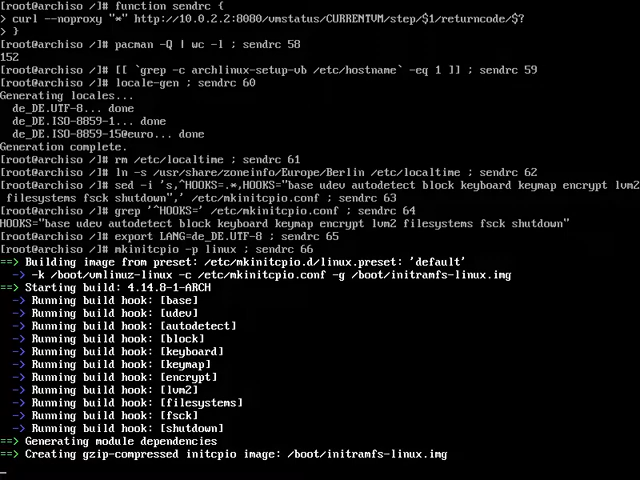 [root@archiso /]# function sendrc {
> curl --noproxy "*" http://10.0.2.2:8080/vmstatus/CURRENTVM/step/$1/returncode/$?
> }
[root@archiso /]# pacman -Q | wc -l ; sendrc 58
152
[root@archiso /]# [[ `grep -c archlinux-setup-vb /etc/hostname` -eq 1 ]] ; sendrc 59
[root@archiso /]# locale-gen ; sendrc 60
Generating locales...
  de_DE.UTF-8... done
  de_DE.ISO-8859-1... done
  de_DE.ISO-8859-15@euro... done
Generation complete.
[root@archiso /]# rm /etc/localtime ; sendrc 61
[root@archiso /]# ln -s /usr/share/zoneinfo/Europe/Berlin /etc/localtime ; sendrc 62
[root@archiso /]# sed -i 's,^HOOKS=.*,HOOKS="base udev autodetect block keyboard keymap encrypt lvm2
 filesystems fsck shutdown",' /etc/mkinitcpio.conf ; sendrc 63
[root@archiso /]# grep '^HOOKS=' /etc/mkinitcpio.conf ; sendrc 64
HOOKS="base udev autodetect block keyboard keymap encrypt lvm2 filesystems fsck shutdown"
[root@archiso /]# export LANG=de_DE.UTF-8 ; sendrc 65
[root@archiso /]# mkinitcpio -p linux ; sendrc 66
==> Building image from preset: /etc/mkinitcpio.d/linux.preset: 'default'
  -> -k /boot/vmlinuz-linux -c /etc/mkinitcpio.conf -g /boot/initramfs-linux.img
==> Starting build: 4.14.8-1-ARCH
  -> Running build hook: [base]
  -> Running build hook: [udev]
  -> Running build hook: [autodetect]
  -> Running build hook: [block]
  -> Running build hook: [keyboard]
  -> Running build hook: [keymap]
  -> Running build hook: [encrypt]
  -> Running build hook: [lvm2]
  -> Running build hook: [filesystems]
  -> Running build hook: [fsck]
  -> Running build hook: [shutdown]
==> Generating module dependencies
==> Creating gzip-compressed initcpio image: /boot/initramfs-linux.img